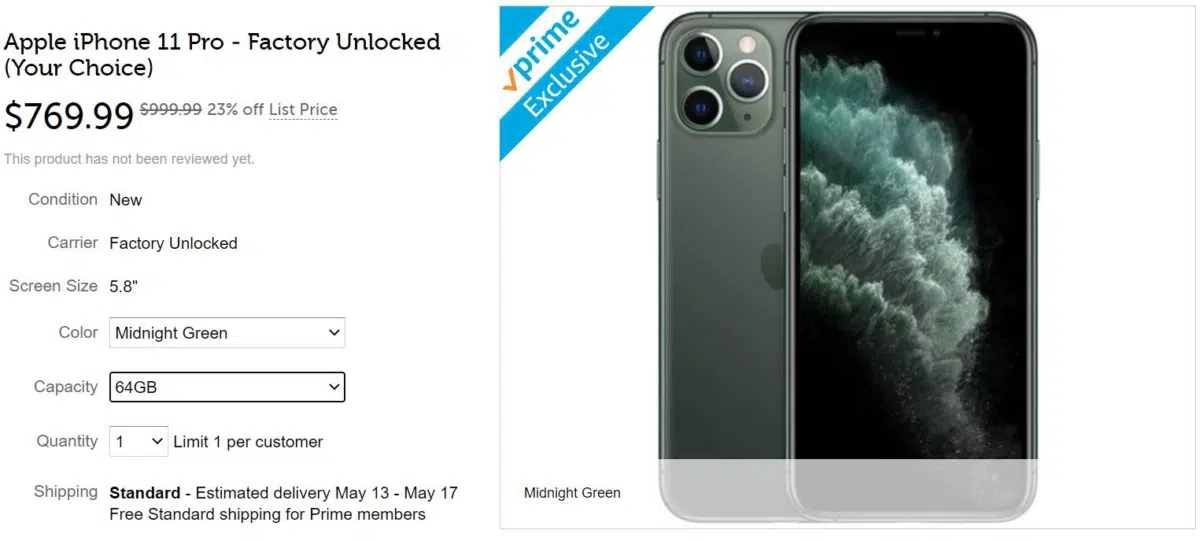 Apple iPhone 11 Pro - Factory Unlocked
(Your Choice)
$769.99 $999.99 23% off List Price
This product has not been reviewed yet.
Condition New
Carrier Factory Unlocked
Screen Size 5.8"
Color Midnight Green
Capacity 64GB
Quantity 1 Limit 1 per customer
Shipping Standard - Estimated delivery May 13 - May 17
Free Standard shipping for Prime members
prime
Exclusive
Midnight Green